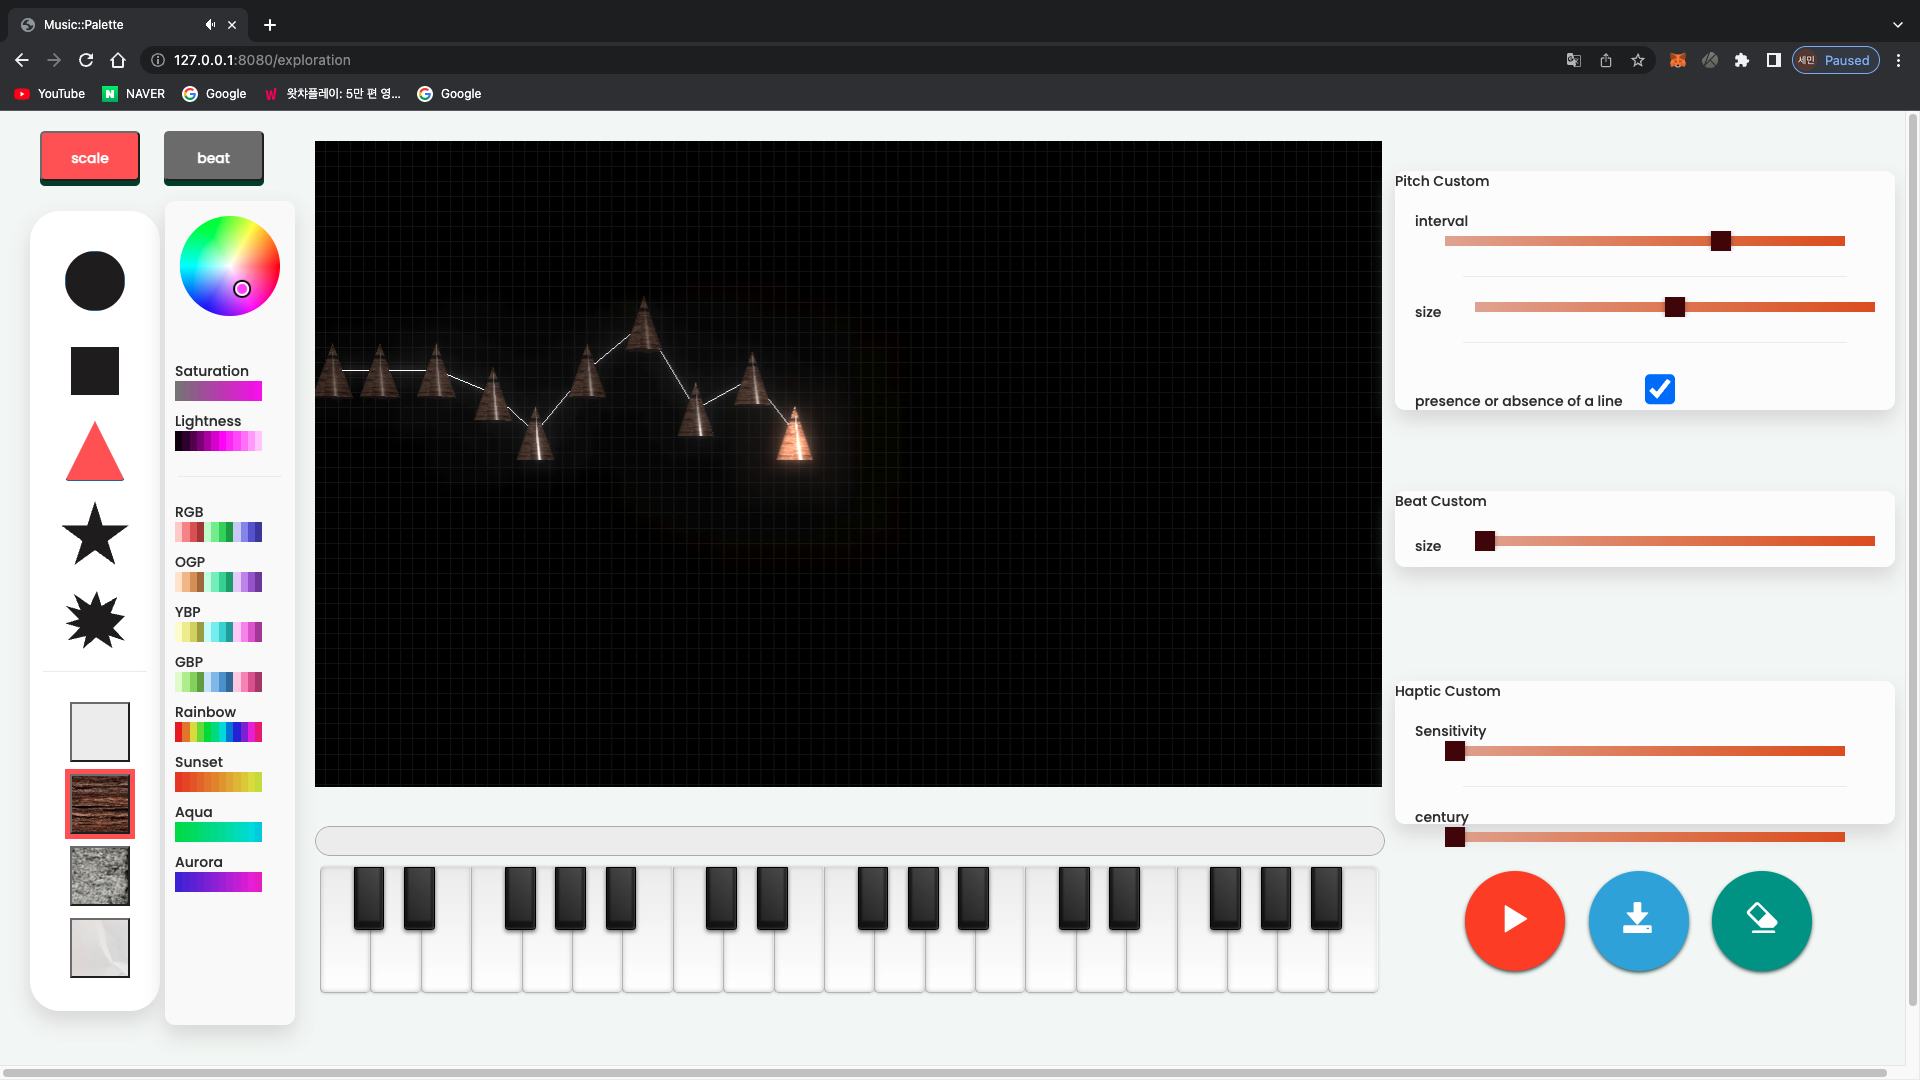 Music::Palette
127.0.0.1:8080/exploration
세민 Paused
YouTube NAVER Google 왓챠플레이: 5만 편 영... Google
scale beat
Saturation
Lightness
RGB
OGP
YBP
GBP
Rainbow
Sunset
Aqua
Aurora
Pitch Custom
interval
size
presence or absence of a line
Beat Custom
size
Haptic Custom
Sensitivity
century